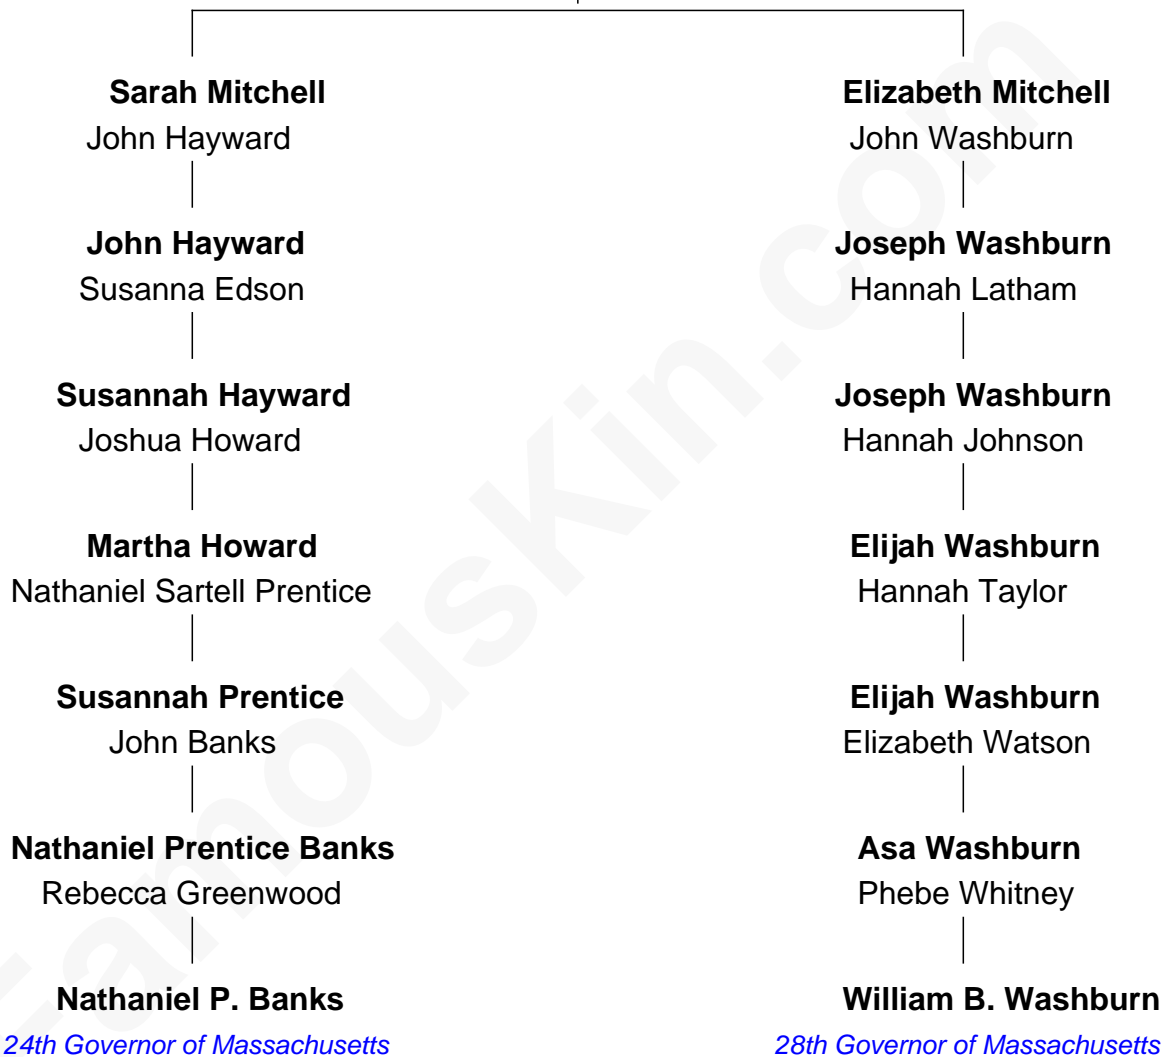 Sarah Mitchell
John Hayward
John Hayward
Susanna Edson
Susannah Hayward
Joshua Howard
Martha Howard
Nathaniel Sartell Prentice
Susannah Prentice
John Banks
Nathaniel Prentice Banks
Rebecca Greenwood
Nathaniel P. Banks
24th Governor of Massachusetts
Elizabeth Mitchell
John Washburn
Joseph Washburn
Hannah Latham
Joseph Washburn
Hannah Johnson
Elijah Washburn
Hannah Taylor
Elijah Washburn
Elizabeth Watson
Asa Washburn
Phebe Whitney
William B. Washburn
28th Governor of Massachusetts
FamousKin.com